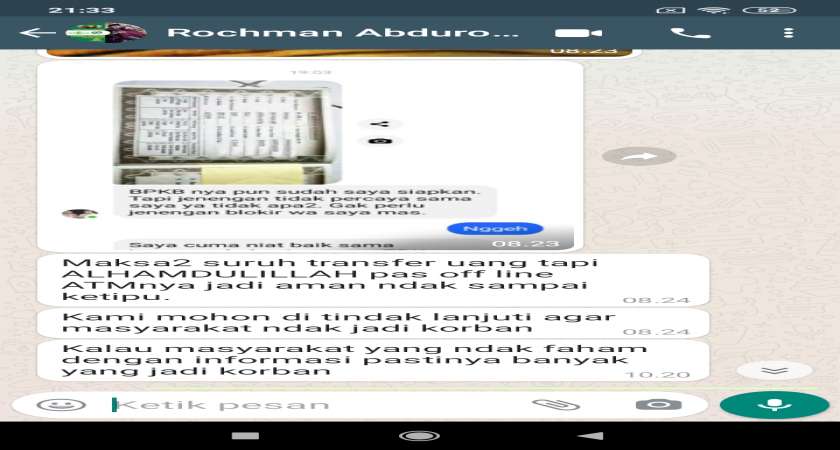 21:33
52
Rochman Abduro...
08.23
19:03
BPKB nya pun sudah saya siapkan.
Tapi jenengan tidak percaya sama
saya ya tidak apa2. Gak perlu
jenengan blokir wa saya mas.
Nggeh
Saya cuma niat baik sama
08.23
Maksa2 suruh transfer uang tapi
ALHAMDULILLAH pas off line
ATMnya jadi aman ndak sampai
ketipu.
08.24
Kami mohon di tindak lanjuti agar
masyarakat ndak jadi korban
08.24
Kalau masyarakat yang ndak faham
dengan informasi pastinya banyak
yang jadi korban
10.20
Ketik pesan